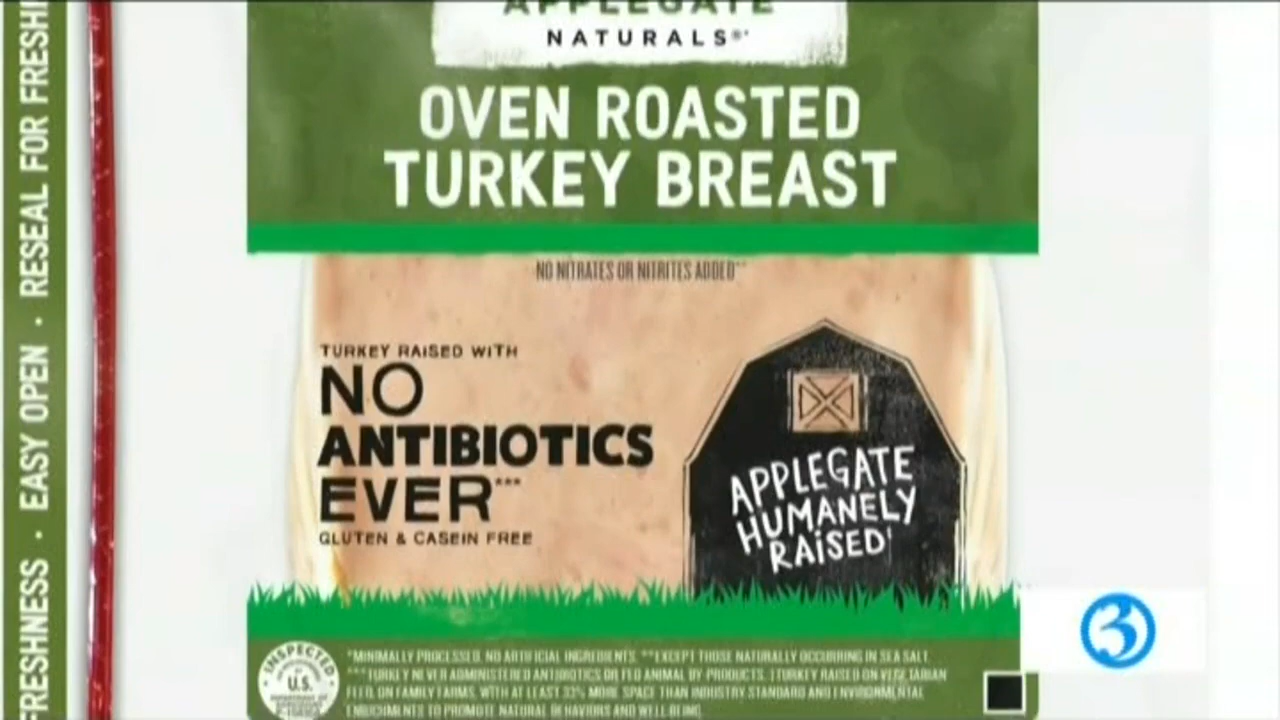 APPLEGATE
NATURALS®*
OVEN ROASTED
TURKEY BREAST
NO NITRATES OR NITRITES ADDED**
TURKEY RAISED WITH
NO
ANTIBIOTICS
EVER***
GLUTEN & CASEIN FREE
APPLEGATE
HUMANELY
RAISED†
FRESHNESS · EASY OPEN · RESEAL FOR FRESH
3
INSPECTED
U.S.
DEPARTMENT OF
*MINIMALLY PROCESSED, NO ARTIFICIAL INGREDIENTS. **EXCEPT THOSE NATURALLY OCCURRING IN SEA SALT.
***TURKEY NEVER ADMINISTERED ANTIBIOTICS OR FED ANIMAL BY PRODUCTS. †TURKEY RAISED ON VEGETARIAN
FEED, ON FAMILY FARMS, WITH AT LEAST 33% MORE SPACE THAN INDUSTRY STANDARD AND ENVIRONMENTAL
ENRICHMENTS TO PROMOTE NATURAL BEHAVIORS AND WELL-BEING.